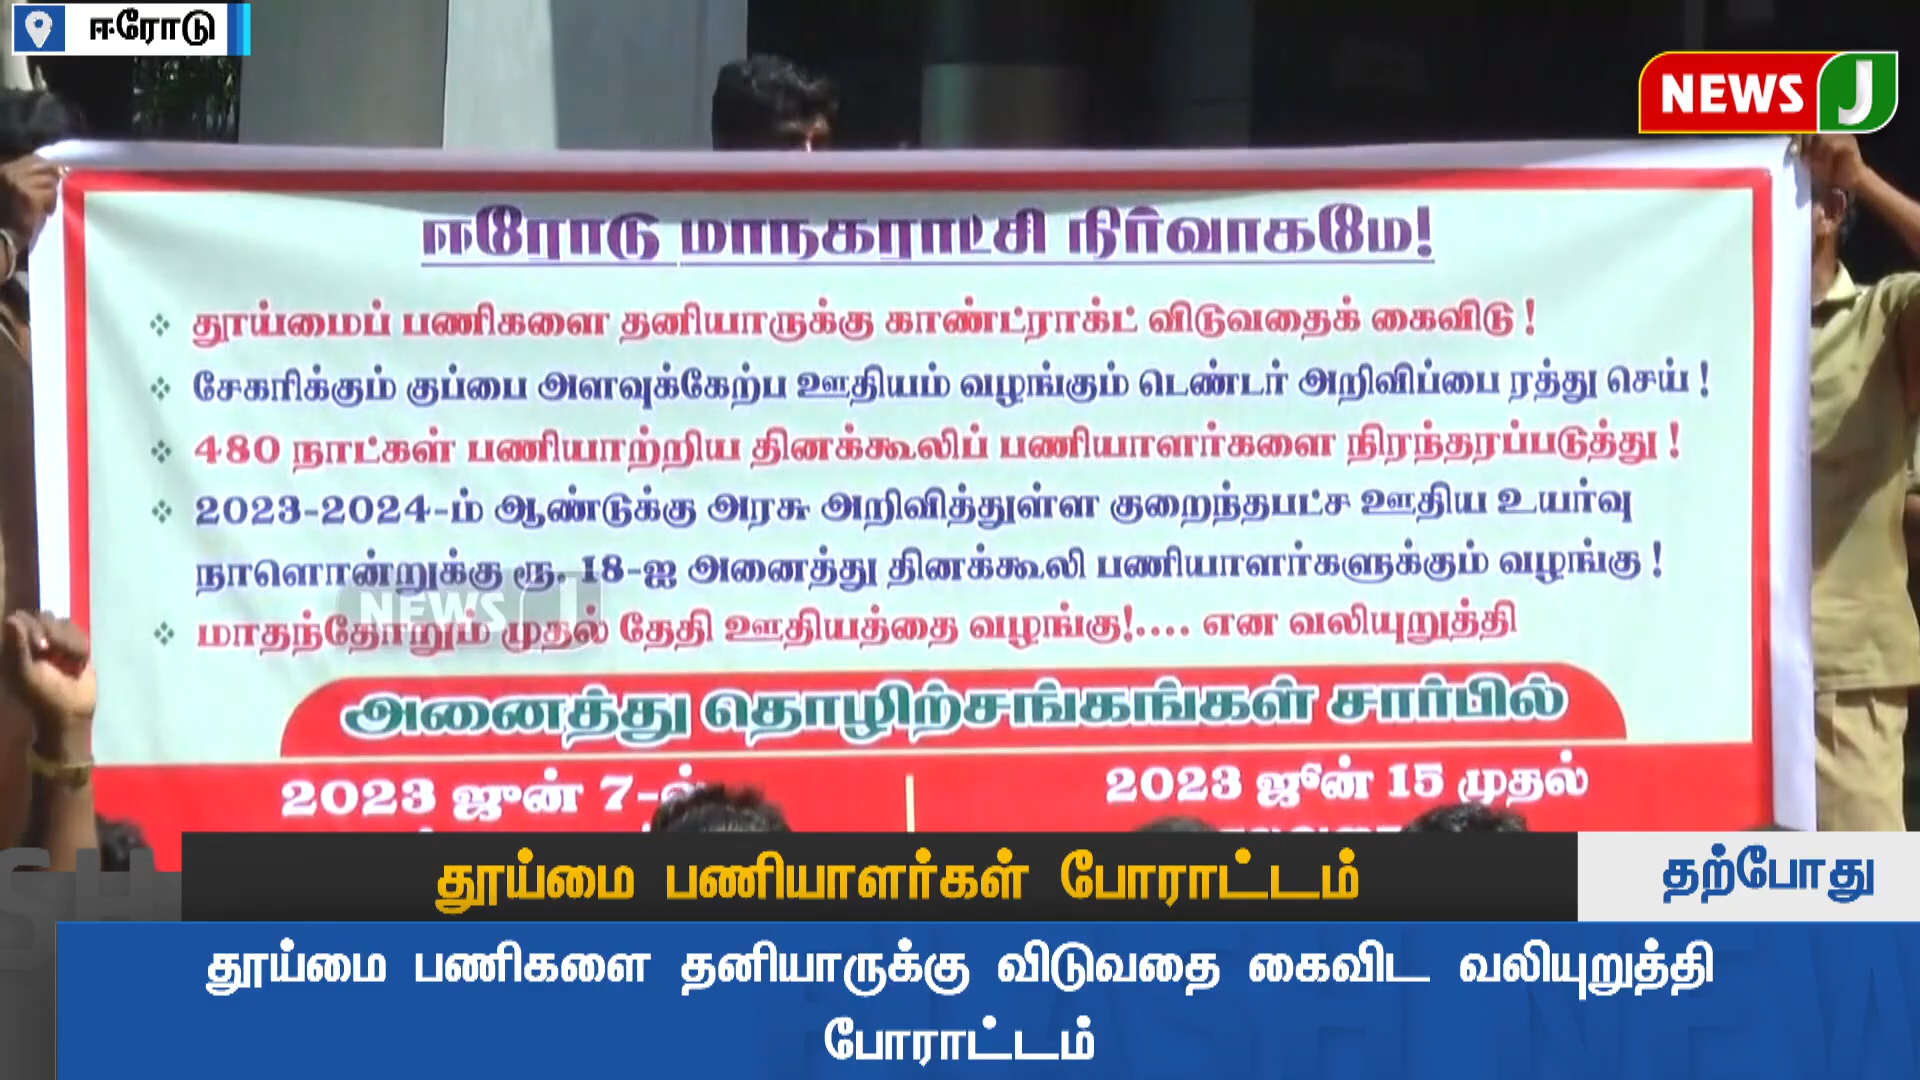 ஈரோடு
NEWS J
ஈரோடு மாநகராட்சி நிர்வாகமே!
தூய்மைப் பணிகளை தனியாருக்கு காண்ட்ராக்ட் விடுவதைக் கைவிடு !
சேகரிக்கும் குப்பை அளவுக்கேற்ப ஊதியம் வழங்கும் டெண்டர் அறிவிப்பை ரத்து செய் !
480 நாட்கள் பணியாற்றிய தினக்கூலிப் பணியாளர்களை நிரந்தரப்படுத்து !
2023-2024-ம் ஆண்டுக்கு அரசு அறிவித்துள்ள குறைந்தபட்ச ஊதிய உயர்வு
நாளொன்றுக்கு ரூ. 18-ஐ அனைத்து தினக்கூலி பணியாளர்களுக்கும் வழங்கு !
NEWS J
மாதந்தோறும் முதல் தேதி ஊதியத்தை வழங்கு!.... என வலியுறுத்தி
அனைத்து தொழிற்சங்கங்கள் சார்பில்
2023 ஜுன் 7-ல்
2023 ஜூன் 15 முதல்
தூய்மை பணியாளர்கள் போராட்டம்
தற்போது
தூய்மை பணிகளை தனியாருக்கு விடுவதை கைவிட வலியுறுத்தி
போராட்டம்